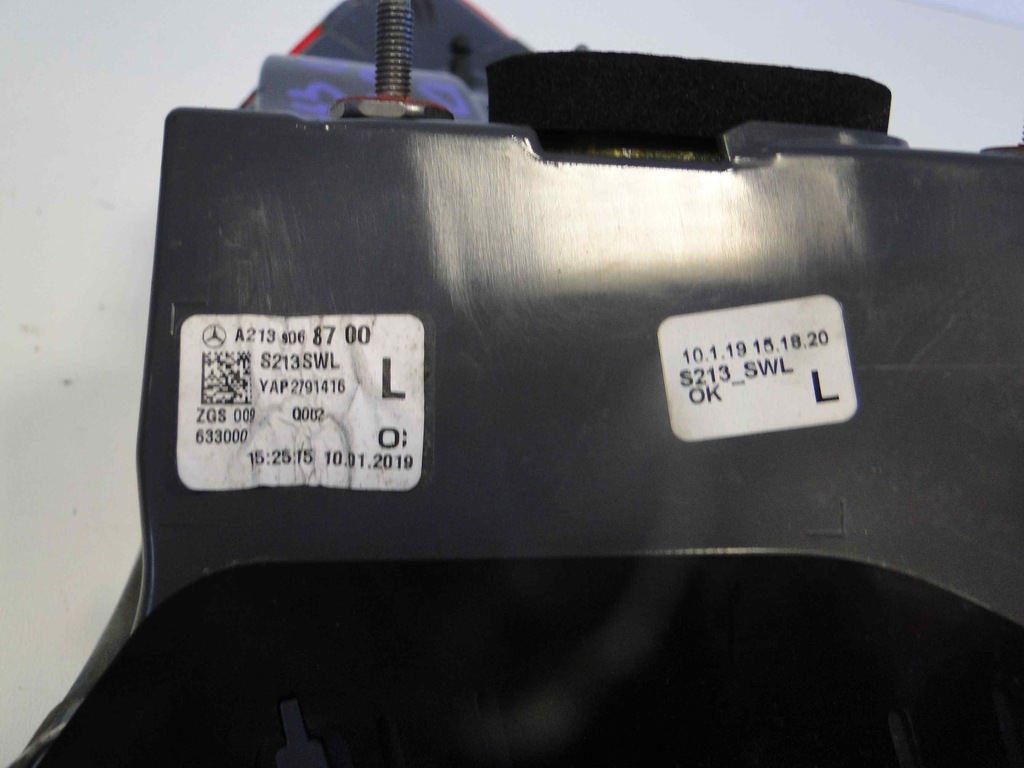 A213 906 87 00
S213SWL
YAP2791416
L
ZGS 009 0002
633000
O:
15:25:15 10.01.2019
10.1.19 15.18.20
S213_SWL
OK
L